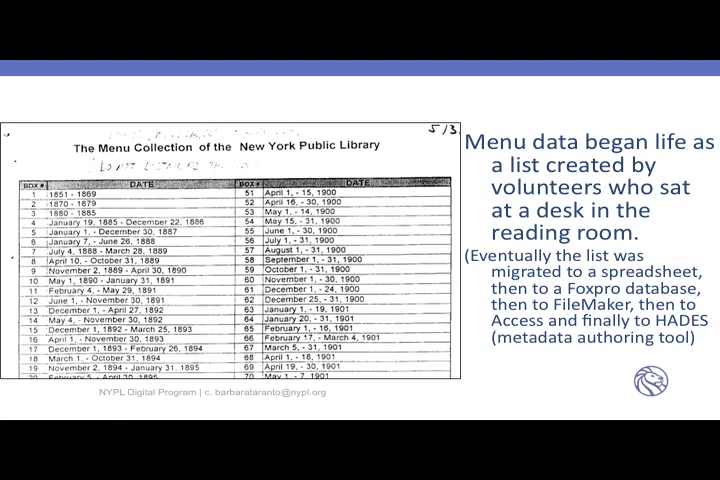 5/3
The Menu Collection of the New York Public Library
BOX # DATE BOX # DATE
1 1851 - 1869 51 April 1, - 15, 1900
2 1870 - 1879 52 April 16, - 30, 1900
3 1880 - 1885 53 May 1, - 14, 1900
4 January 19, 1885 - December 22, 1886 54 May 15, - 31, 1900
5 January 1, - December 30, 1887 55 June 1, - 30, 1900
6 January 7, - June 26, 1888 56 July 1, - 31, 1900
7 July 4, 1888 - March 28, 1889 57 August 1, - 31, 1900
8 April 10, - October 31, 1889 58 September 1, - 31, 1900
9 November 2, 1889 - April 30, 1890 59 October 1, - 31, 1900
10 May 1, 1890 - January 31, 1891 60 November 1, - 30, 1900
11 February 4, - May 29, 1891 61 December 1, - 24, 1900
12 June 1, - November 30, 1891 62 December 25, - 31, 1900
13 December 1, - April 27, 1892 63 January 1, - 19, 1901
14 May 4, - November 30, 1892 64 January 20, - 31, 1901
15 December 1, 1892 - March 25, 1893 65 February 1, - 16, 1901
16 April 1, - November 30, 1893 66 February 17, - March 4, 1901
17 December 1, 1893 - February 26, 1894 67 March 5, - 31, 1901
18 March 1, - October 31, 1894 68 April 1, - 18, 1901
19 November 2, 1894 - January 31, 1895 69 April 19, - 30, 1901
20 February 5, - April 30, 1895 70 May 1, - 7, 1901
Menu data began life as
a list created by
volunteers who sat
at a desk in the
reading room.
(Eventually the list was
migrated to a spreadsheet,
then to a Foxpro database,
then to FileMaker, then to
Access and finally to HADES
(metadata authoring tool)
NYPL Digital Program | c. barbarataranto@nypl.org